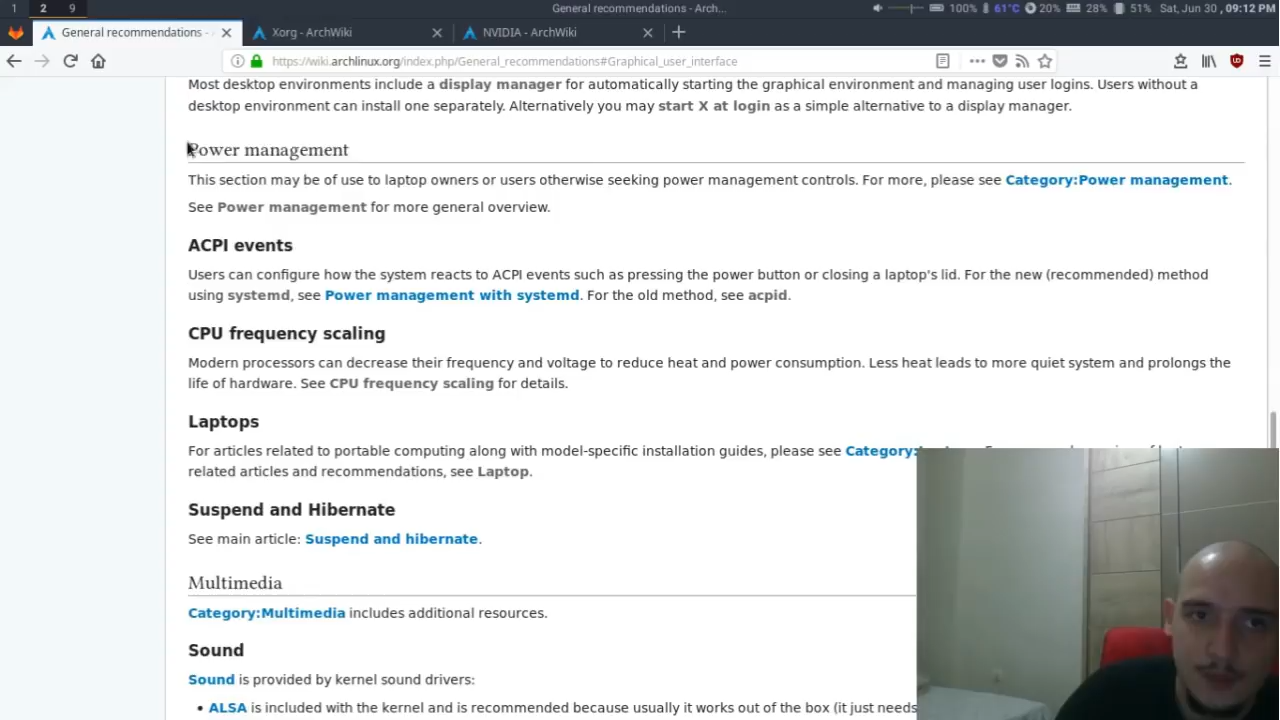 1 2 9 General recommendations - Arch... 100% 61°C 20% 28% 51% Sat, Jun 30 , 09:12 PM
General recommendations - Xorg - ArchWiki NVIDIA - ArchWiki
https://wiki.archlinux.org/index.php/General_recommendations#Graphical_user_interface
Most desktop environments include a display manager for automatically starting the graphical environment and managing user logins. Users without a
desktop environment can install one separately. Alternatively you may start X at login as a simple alternative to a display manager.
Power management
This section may be of use to laptop owners or users otherwise seeking power management controls. For more, please see Category:Power management.
See Power management for more general overview.
ACPI events
Users can configure how the system reacts to ACPI events such as pressing the power button or closing a laptop's lid. For the new (recommended) method
using systemd, see Power management with systemd. For the old method, see acpid.
CPU frequency scaling
Modern processors can decrease their frequency and voltage to reduce heat and power consumption. Less heat leads to more quiet system and prolongs the
life of hardware. See CPU frequency scaling for details.
Laptops
For articles related to portable computing along with model-specific installation guides, please see Category:
related articles and recommendations, see Laptop.
Suspend and Hibernate
See main article: Suspend and hibernate.
Multimedia
Category:Multimedia includes additional resources.
Sound
Sound is provided by kernel sound drivers:
• ALSA is included with the kernel and is recommended because usually it works out of the box (it just needs